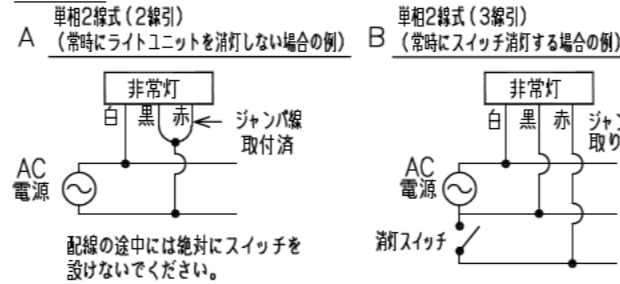 A
単相2線式(2線引)
(常時にライトユニットを消灯しない場合の例)
非常灯
白 黒 赤
ジャンパ線
取付済
AC
電源
配線の途中には絶対にスイッチを
設けないでください。
B
単相2線式(3線引)
(常時にスイッチ消灯する場合の例)
非常灯
白 黒 赤
ジャン
取り
AC
電源
消灯スイッチ